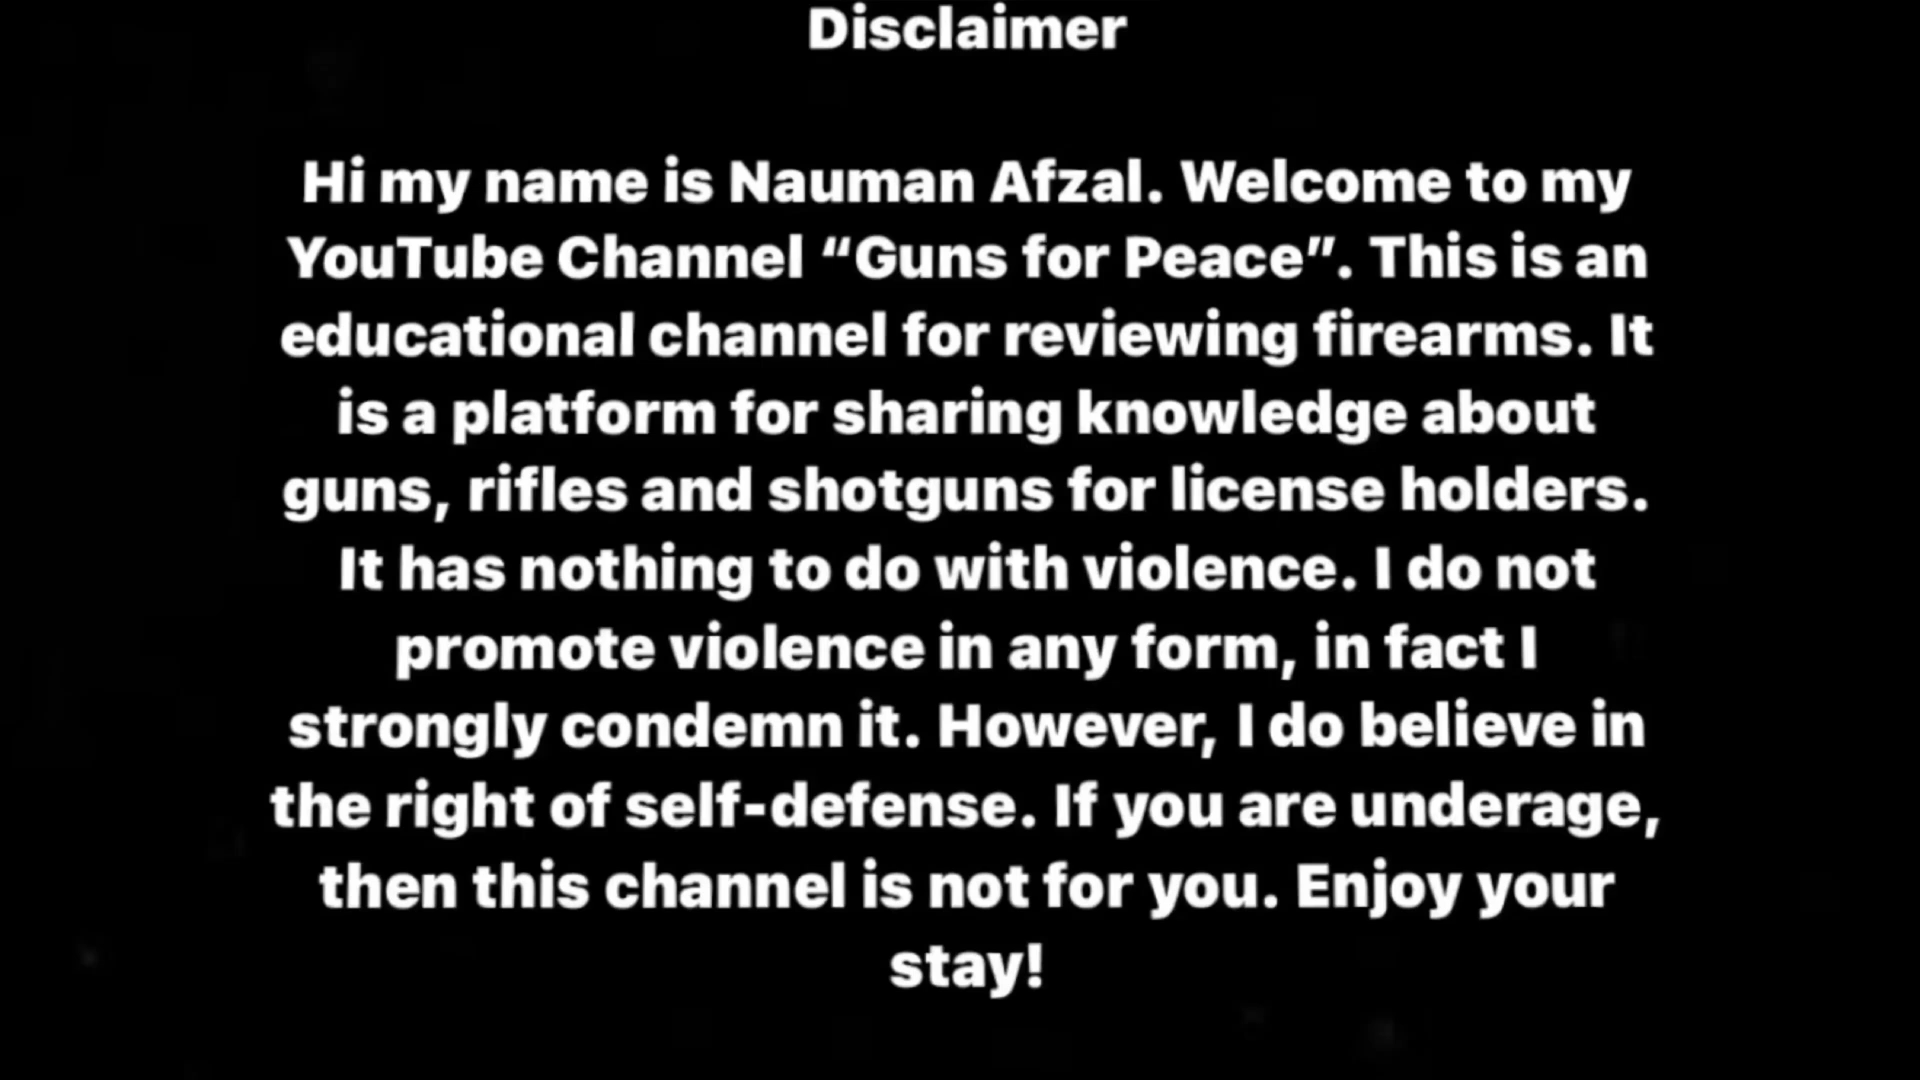 Disclaimer
Hi my name is Nauman Afzal. Welcome to my
YouTube Channel “Guns for Peace”. This is an
educational channel for reviewing firearms. It
is a platform for sharing knowledge about
guns, rifles and shotguns for license holders.
It has nothing to do with violence. I do not
promote violence in any form, in fact I
strongly condemn it. However, I do believe in
the right of self-defense. If you are underage,
then this channel is not for you. Enjoy your
stay!